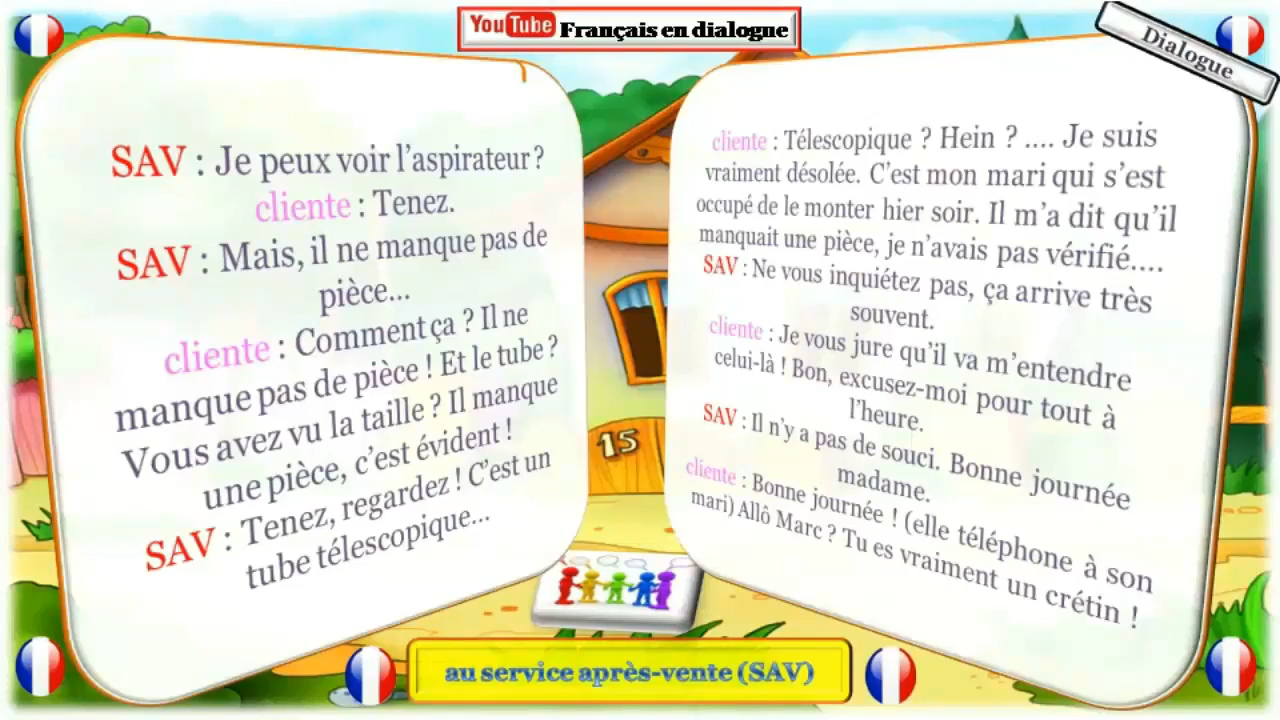 YouTube Français en dialogue
Dialogue
SAV : Je peux voir l'aspirateur ?
cliente : Tenez.
SAV : Mais, il ne manque pas de
pièce...
cliente : Comment ça ? Il ne
manque pas de pièce ! Et le tube ?
Vous avez vu la taille ? Il manque
une pièce, c'est évident !
SAV : Tenez, regardez ! C'est un
tube télescopique...
cliente : Télescopique ? Hein ? .... Je suis
vraiment désolée. C'est mon mari qui s'est
occupé de le monter hier soir. Il m'a dit qu'il
manquait une pièce, je n'avais pas vérifié....
SAV : Ne vous inquiétez pas, ça arrive très
souvent.
cliente : Je vous jure qu'il va m'entendre
celui-là ! Bon, excusez-moi pour tout à
l'heure.
SAV : Il n'y a pas de souci. Bonne journée
madame.
cliente : Bonne journée ! (elle téléphone à son
mari) Allô Marc ? Tu es vraiment un crétin !
15
au service après-vente (SAV)